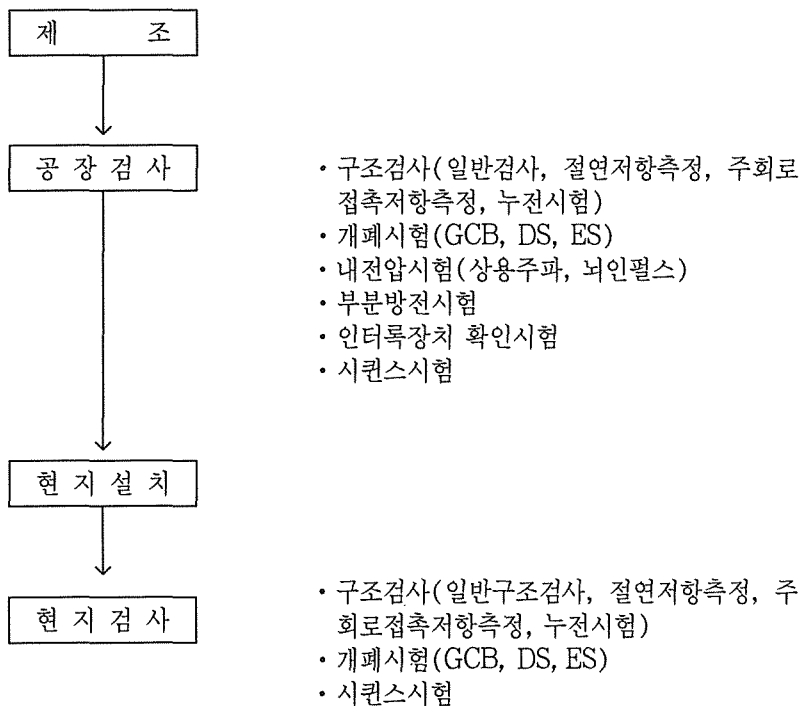 제 조
공 장 검 사
· 구조검사(일반검사, 절연저항측정, 주회로
접촉저항측정, 누전시험)
· 개폐시험(GCB, DS, ES)
· 내전압시험(상용주파, 뇌인펄스)
· 부분방전시험
· 인터록장치 확인시험
· 시퀀스시험
현 지 설 치
현 지 검 사
· 구조검사(일반구조검사, 절연저항측정, 주
회로접촉저항측정, 누전시험)
· 개폐시험(GCB, DS, ES)
· 시퀀스시험